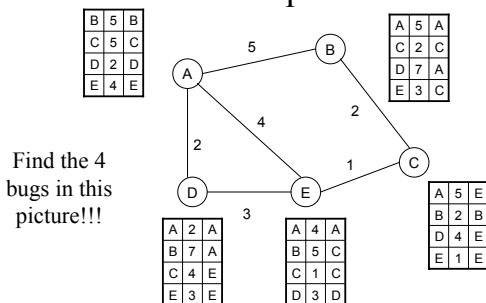 B 5 B
C 5 C
D 2 D
E 4 E
A 5 A
C 2 C
D 7 A
E 3 C
5
B
A
2
4
2
1
C
Find the 4
bugs in this
picture!!!
D
E
3
A 5 E
B 2 B
D 4 E
E 1 E
A 2 A
B 7 A
C 4 E
E 3 E
A 4 A
B 5 C
C 1 C
D 3 D